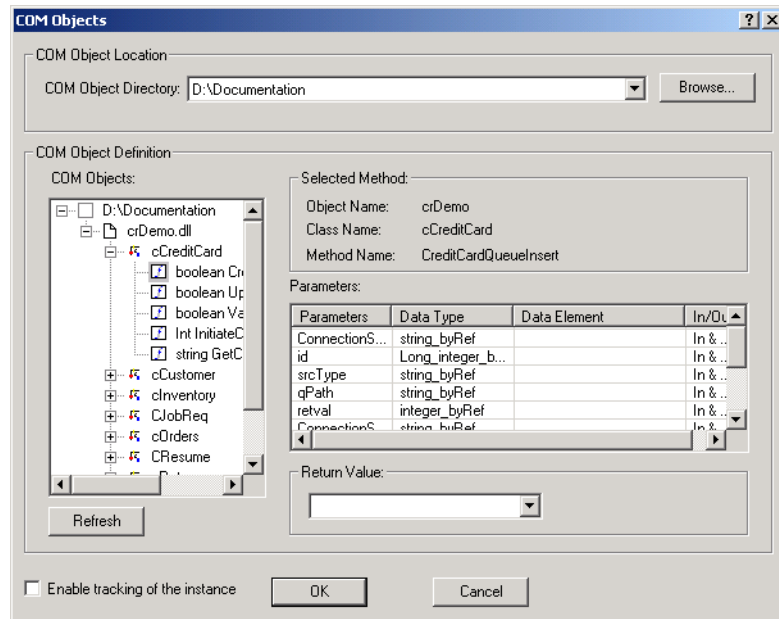 COM Objects
COM Object Location
COM Object Directory: D:\Documentation Browse...
COM Object Definition
COM Objects:
D:\Documentation
crDemo.dll
cCreditCard
boolean Cr
boolean Up
boolean Va
Int InitiateC
string GetC
cCustomer
cInventory
CJobReq
cOrders
CResume
Refresh
Selected Method:
Object Name: crDemo
Class Name: cCreditCard
Method Name: CreditCardQueueInsert
Parameters:
Parameters Data Type Data Element In/Ou
ConnectionS... string_byRef In & ..
id Long_integer_b... In & ..
srcType string_byRef In & ..
qPath string_byRef In & ..
retval integer_byRef In & ..
ConnectionS string_byRef In &
Return Value:
Enable tracking of the instance OK Cancel